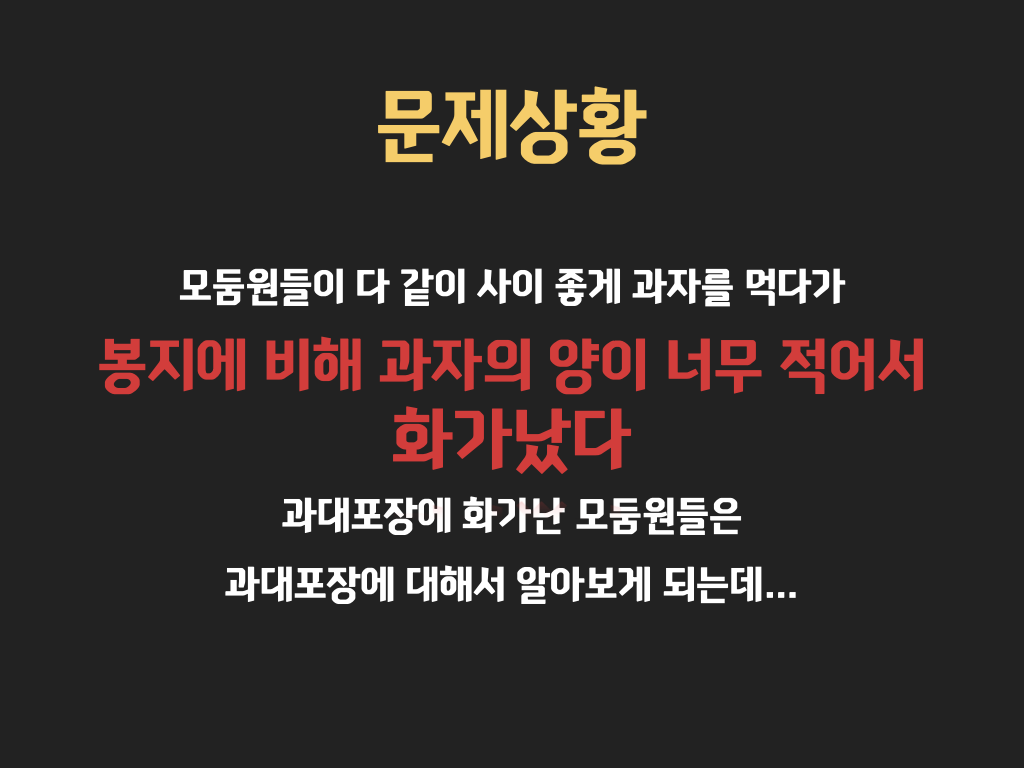 문제상황
모둠원들이 다 같이 사이 좋게 과자를 먹다가
봉지에 비해 과자의 양이 너무 적어서
화가났다
과대포장에 화가난 모둠원들은
과대포장에 대해서 알아보게 되는데...